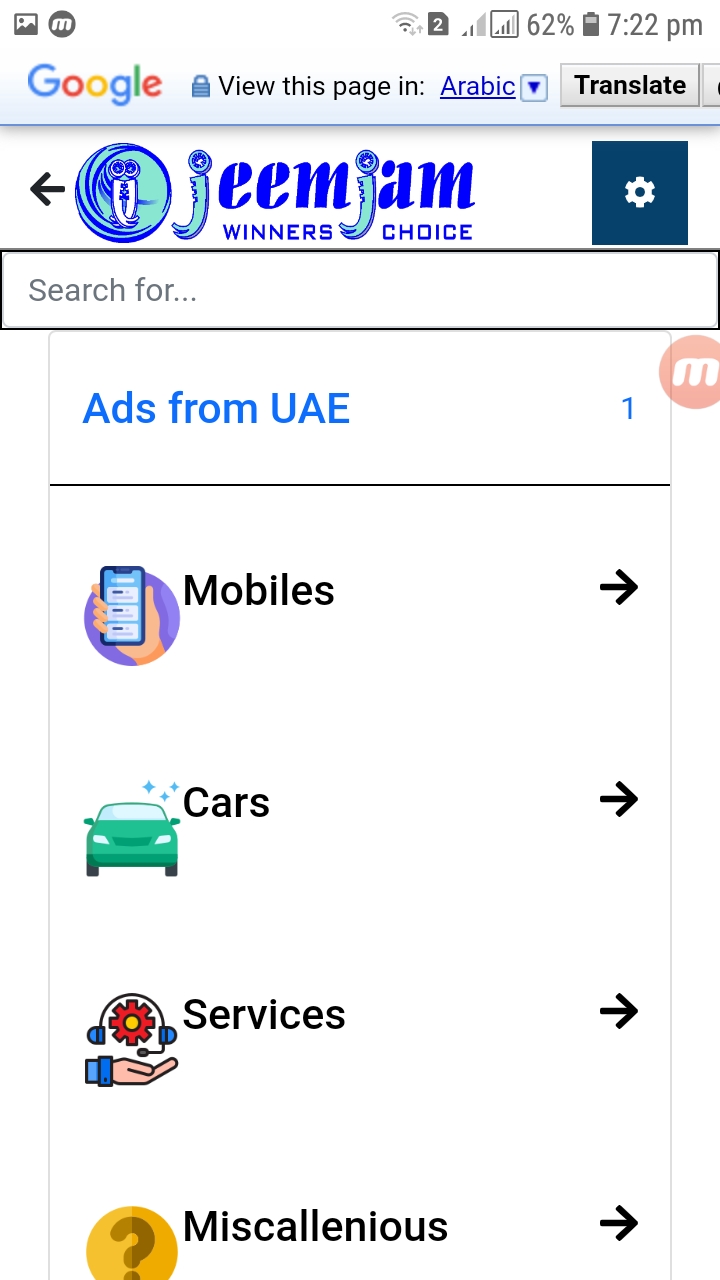 2 62% 7:22 pm
Google View this page in: Arabic Translate
jeemjam
WINNERS CHOICE
Search for...
Ads from UAE 1
Mobiles
Cars
Services
Miscallenious